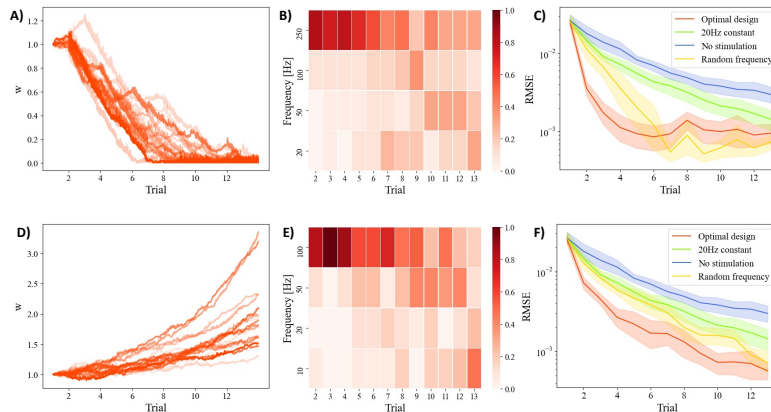 A)
w
1.2
1.0
0.8
0.6
0.4
0.2
0.0
2 4 6 8 10 12
Trial
B)
Frequency [Hz]
250
100
50
20
2 3 4 5 6 7 8 9 10 11 12 13
Trial
1.0
0.8
0.6
0.4
0.2
0.0
C)
RMSE
10⁻²
10⁻³
Optimal design
20Hz constant
No stimulation
Random frequency
2 4 6 8 10 12
Trial
D)
w
3.0
2.5
2.0
1.5
1.0
2 4 6 8 10 12
Trial
E)
Frequency [Hz]
100
50
20
10
2 3 4 5 6 7 8 9 10 11 12 13
Trial
1.0
0.8
0.6
0.4
0.2
0.0
F)
RMSE
10⁻²
10⁻³
Optimal design
20Hz constant
No stimulation
Random frequency
2 4 6 8 10 12
Trial